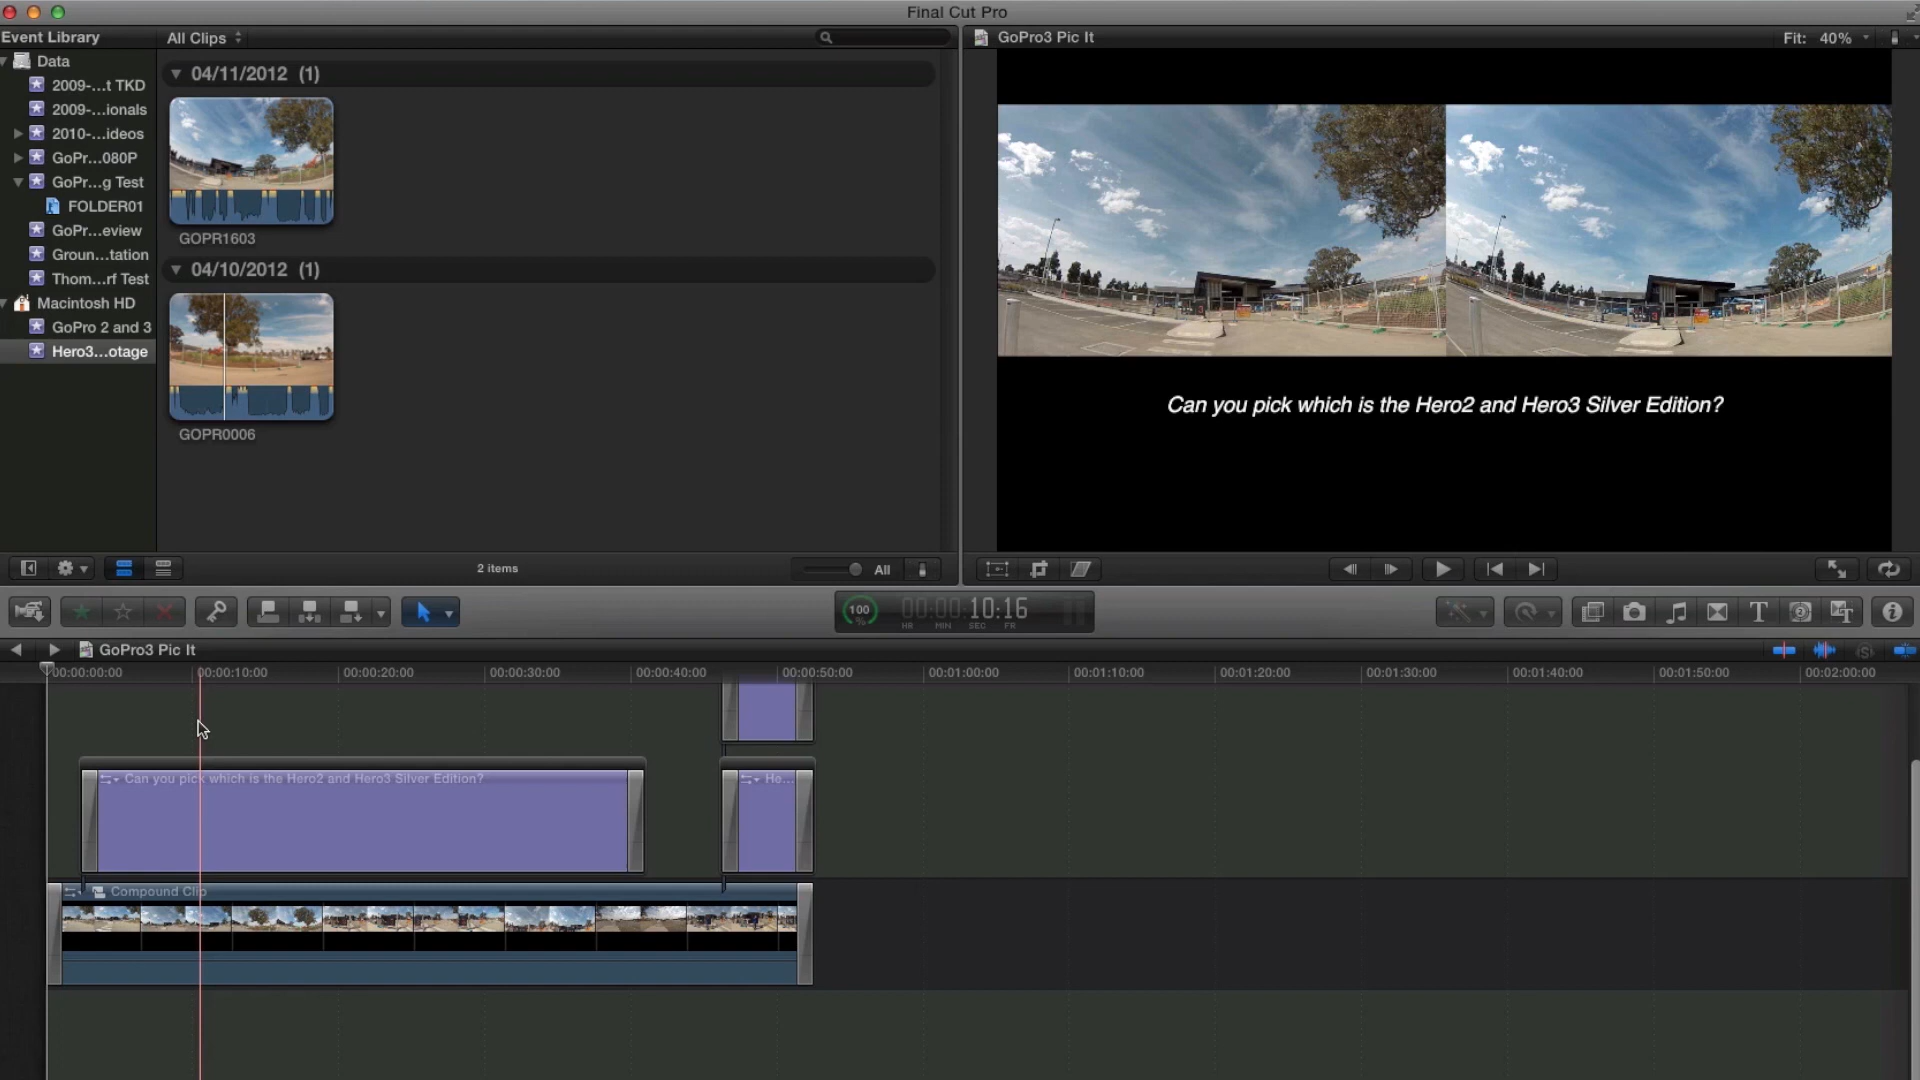 Final Cut Pro
Event Library
All Clips
GoPro3 Pic It
Fit: 40%
Data
2009-...t TKD
2009-...ionals
2010-...ideos
GoPr...080P
GoPr...g Test
FOLDER01
GoPr...eview
Groun...tation
Thom...rf Test
Macintosh HD
GoPro 2 and 3
Hero3...otage
04/11/2012 (1)
GOPR1603
04/10/2012 (1)
GOPR0006
Can you pick which is the Hero2 and Hero3 Silver Edition?
2 items
All
100
%
00:00:10:16
HR MIN SEC FR
GoPro3 Pic It
00:00:00:00
00:00:10:00
00:00:20:00
00:00:30:00
00:00:40:00
00:00:50:00
00:01:00:00
00:01:10:00
00:01:20:00
00:01:30:00
00:01:40:00
00:01:50:00
00:02:00:00
Can you pick which is the Hero2 and Hero3 Silver Edition?
He...
Compound Clip